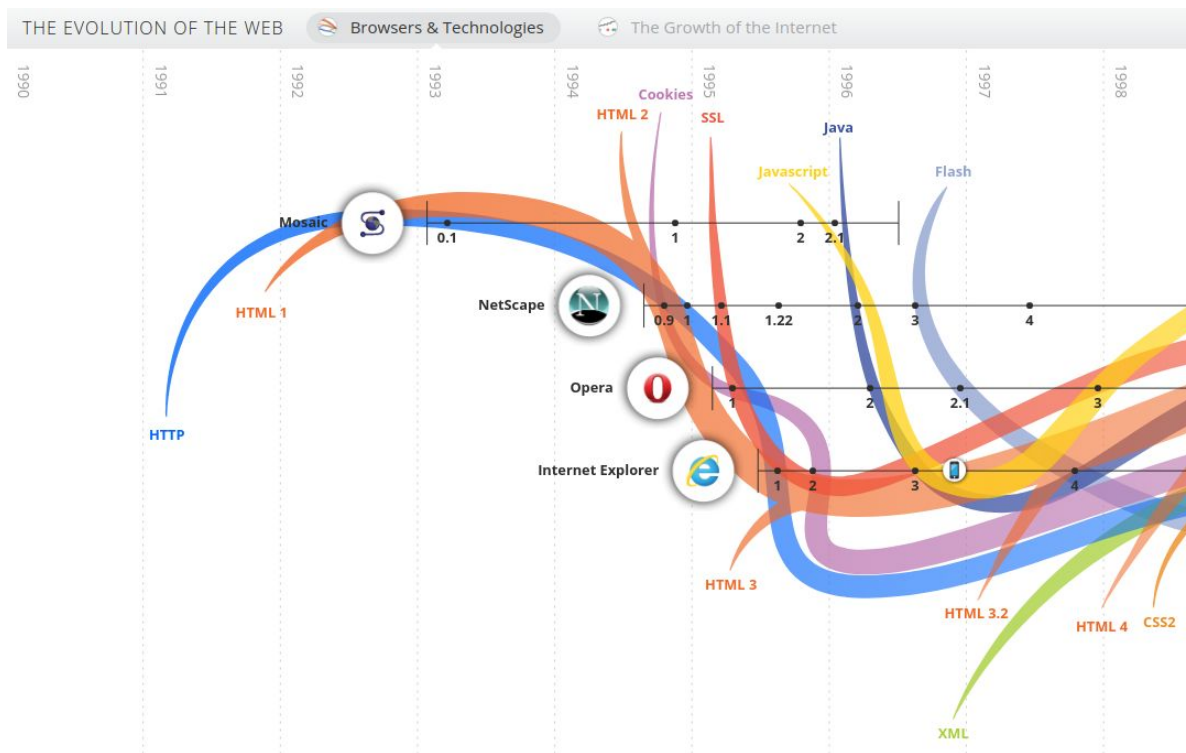 THE EVOLUTION OF THE WEB Browsers & Technologies The Growth of the Internet
1990 1991 1992 1993 1994 1995 1996 1997 1998
Cookies
HTML 2 SSL
Java
Javascript Flash
Mosaic
0.1 1 2 2.1
HTML 1
NetScape
0.9 1 1.1 1.22 2 3 4
Opera
1 2 2.1 3
HTTP
Internet Explorer
1 2 3 4
HTML 3
HTML 3.2
HTML 4 CSS2
XML